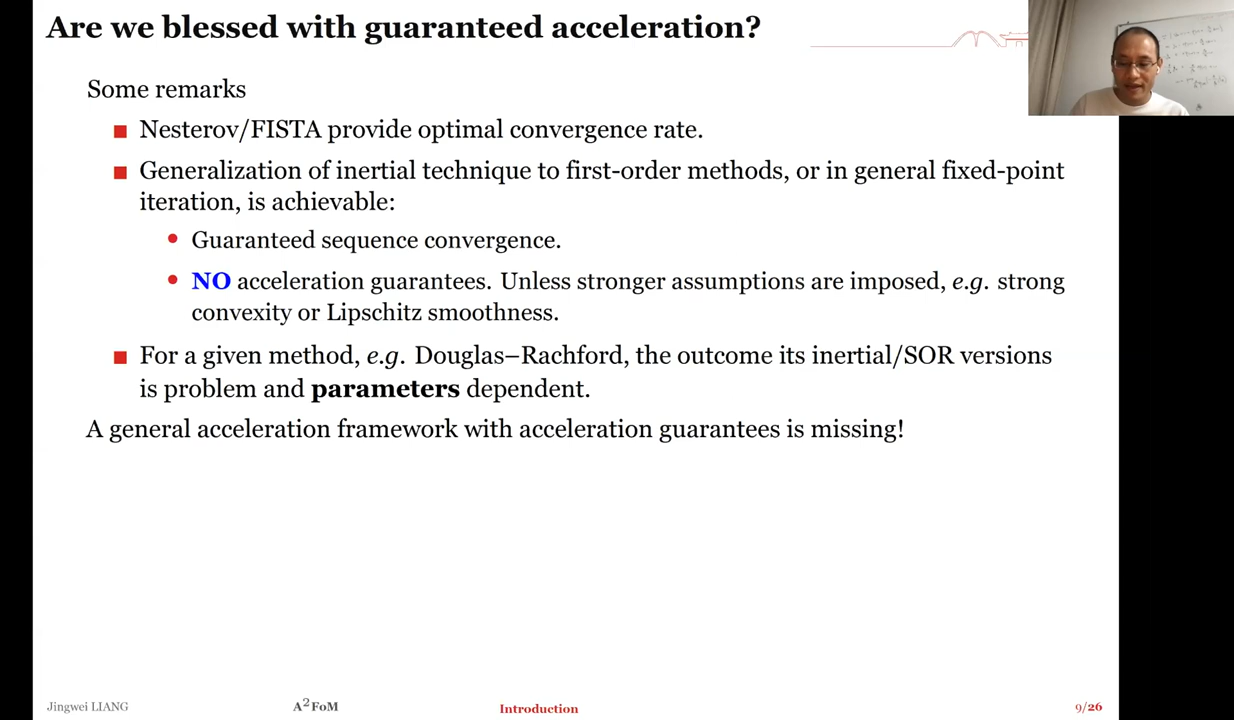 Are we blessed with guaranteed acceleration?
Some remarks
Nesterov/FISTA provide optimal convergence rate.
Generalization of inertial technique to first-order methods, or in general fixed-point
iteration, is achievable:
Guaranteed sequence convergence.
NO acceleration guarantees. Unless stronger assumptions are imposed, e.g. strong
convexity or Lipschitz smoothness.
For a given method, e.g. Douglas–Rachford, the outcome its inertial/SOR versions
is problem and parameters dependent.
A general acceleration framework with acceleration guarantees is missing!
Jingwei LIANG A²FoM Introduction 9/26